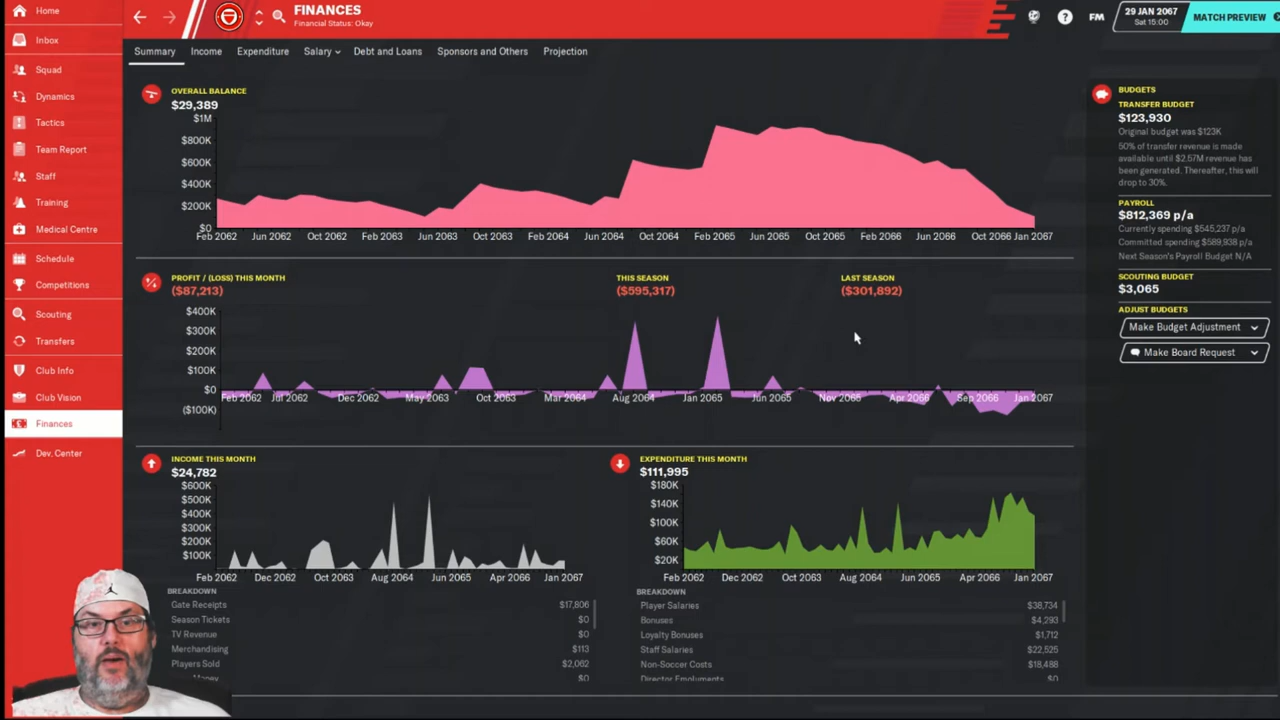 Home
Inbox
Squad
Dynamics
Tactics
Team Report
Staff
Training
Medical Centre
Schedule
Competitions
Scouting
Transfers
Club Info
Club Vision
Finances
Dev. Center
FINANCES
Financial Status: Okay
FM
29 JAN 2067
Sat 15:00
MATCH PREVIEW
Summary
Income
Expenditure
Salary
Debt and Loans
Sponsors and Others
Projection
OVERALL BALANCE
$29,389
$1M
$800K
$600K
$400K
$200K
$0
Feb 2062 Jun 2062 Oct 2062 Feb 2063 Jun 2063 Oct 2063 Feb 2064 Jun 2064 Oct 2064 Feb 2065 Jun 2065 Oct 2065 Feb 2066 Jun 2066 Oct 2066 Jan 2067
PROFIT / (LOSS) THIS MONTH
($87,213)
THIS SEASON
($595,317)
LAST SEASON
($301,892)
$400K
$300K
$200K
$100K
$0
($100K)
Feb 2062 Jul 2062 Dec 2062 May 2063 Oct 2063 Mar 2064 Aug 2064 Jan 2065 Jun 2065 Nov 2065 Apr 2066 Sep 2066 Jan 2067
INCOME THIS MONTH
$24,782
$600K
$500K
$400K
$300K
$200K
$100K
Feb 2062 Dec 2062 Oct 2063 Aug 2064 Jun 2065 Apr 2066 Jan 2067
BREAKDOWN
Gate Receipts $17,806
Season Tickets $0
TV Revenue $0
Merchandising $113
Players Sold $2,062
Money $0
EXPENDITURE THIS MONTH
$111,995
$180K
$140K
$100K
$60K
$20K
Feb 2062 Dec 2062 Oct 2063 Aug 2064 Jun 2065 Apr 2066 Jan 2067
BREAKDOWN
Player Salaries $38,734
Bonuses $4,293
Loyalty Bonuses $1,712
Staff Salaries $22,525
Non-Soccer Costs $18,488
Director Emoluments $0
BUDGETS
TRANSFER BUDGET
$123,930
Original budget was $123K
50% of transfer revenue is made
available until $2.57M revenue has
been generated. Thereafter, this will
drop to 30%.
PAYROLL
$812,369 p/a
Currently spending $545,237 p/a
Committed spending $589,938 p/a
Next Season's Payroll Budget N/A
SCOUTING BUDGET
$3,065
ADJUST BUDGETS
Make Budget Adjustment
Make Board Request